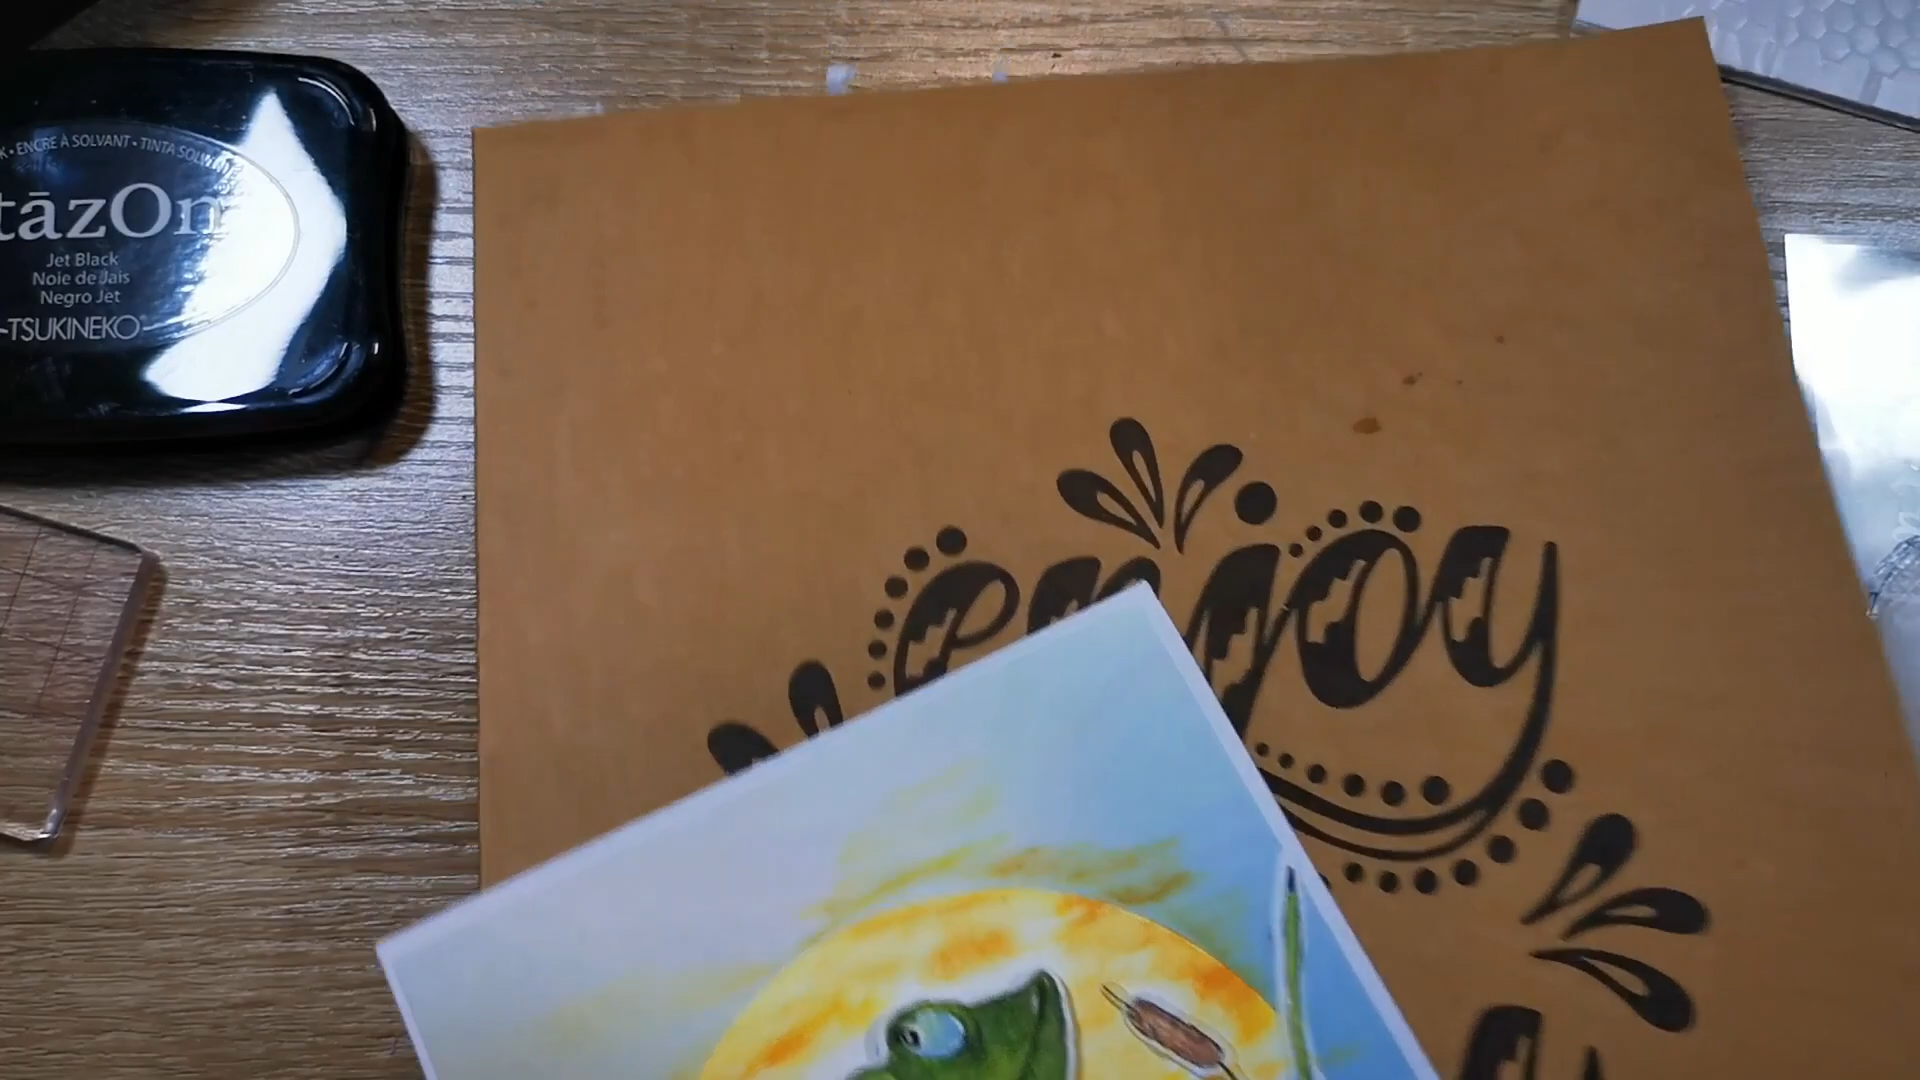 K • ENCRE À SOLVANT • TINTA SOLV
tāzOn
Jet Black
Noie de Jais
Negro Jet
TSUKINEKO
enjoy